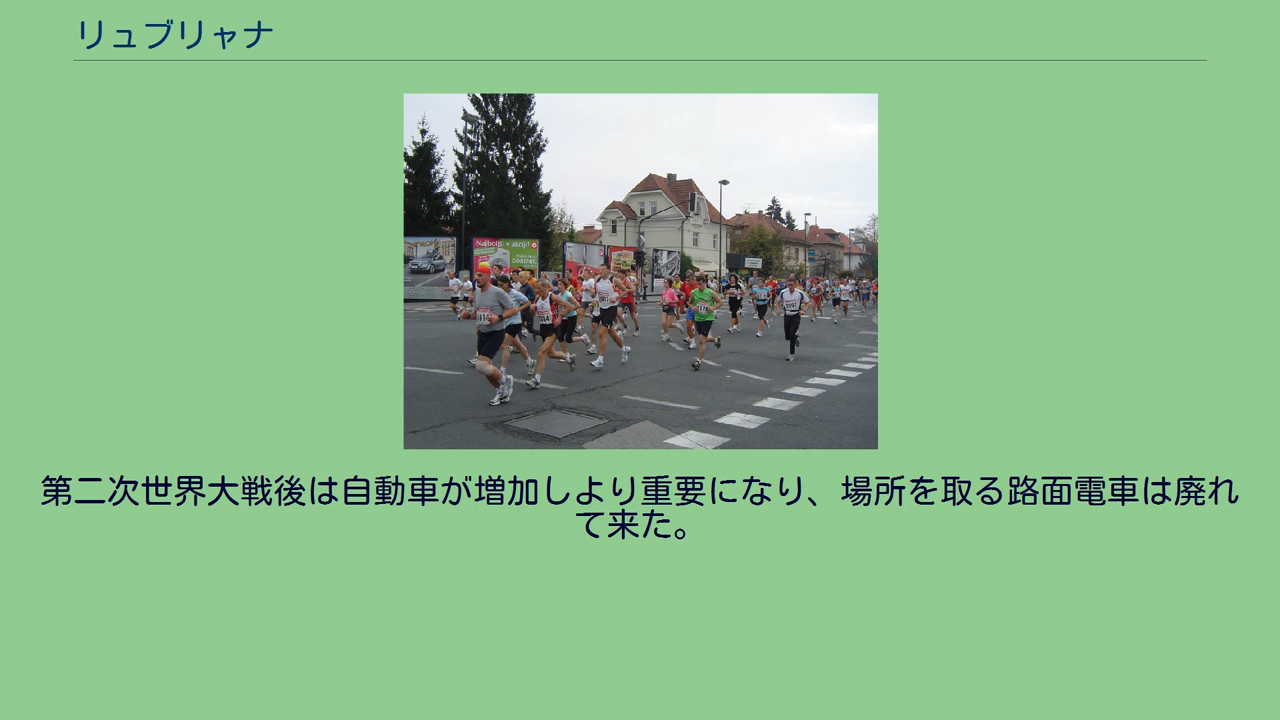 リュブリャナ
Najboljši v akciji!
第二次世界大戦後は自動車が増加しより重要になり、場所を取る路面電車は廃れ
て来た。